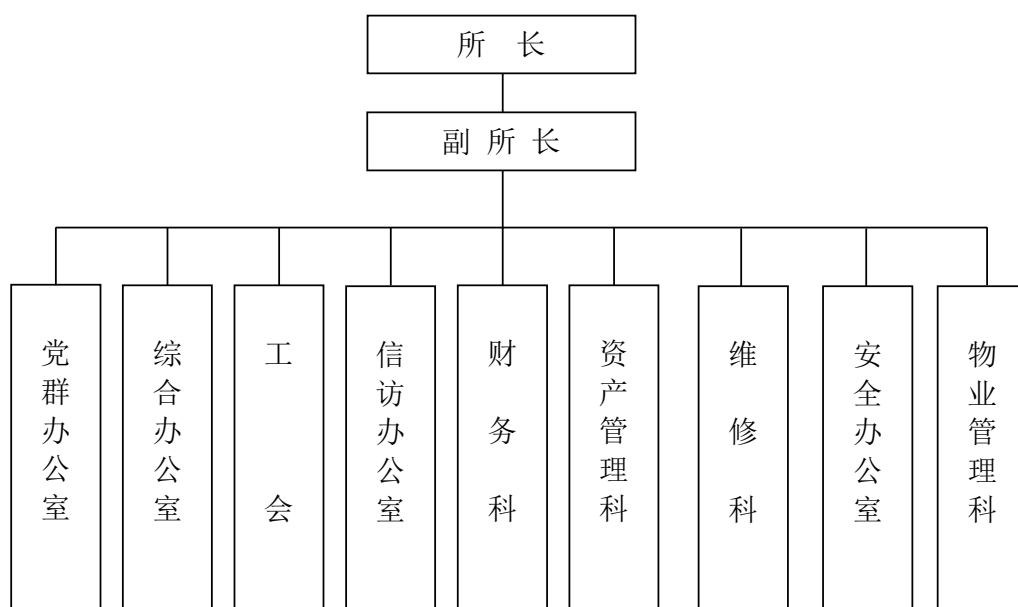 所 长
副 所 长
党群办公室
综合办公室
工会
信访办公室
财务科
资产管理科
维修科
安全办公室
物业管理科